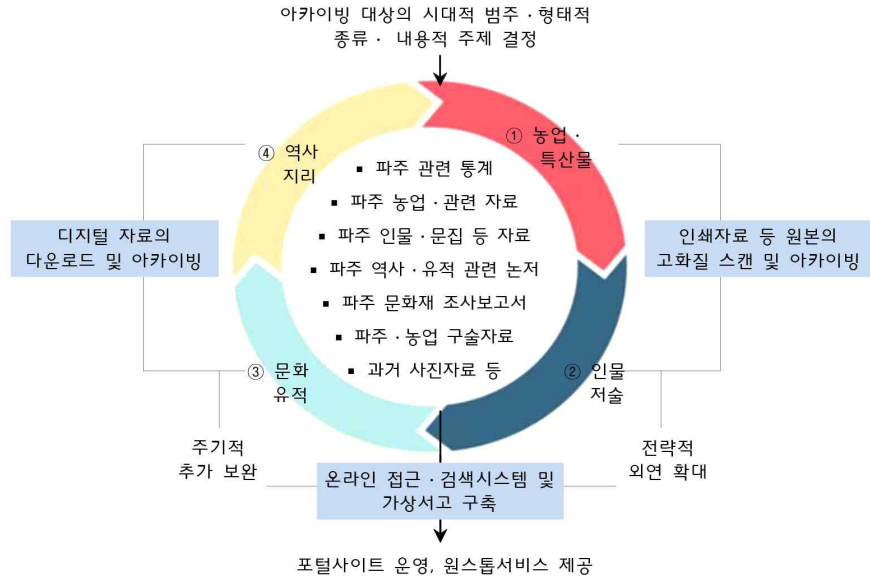 아카이빙 대상의 시대적 범주·형태적
종류· 내용적 주제 결정
① 농업·
특산물
④ 역사
지리
▪ 파주 관련 통계
▪ 파주 농업·관련 자료
▪ 파주 인물·문집 등 자료
▪ 파주 역사·유적 관련 논저
▪ 파주 문화재 조사보고서
▪ 파주·농업 구술자료
▪ 과거 사진자료 등
디지털 자료의
다운로드 및 아카이빙
인쇄자료 등 원본의
고화질 스캔 및 아카이빙
③ 문화
유적
② 인물
저술
주기적
추가 보완
전략적
외연 확대
온라인 접근·검색시스템 및
가상서고 구축
포털사이트 운영, 원스톱서비스 제공